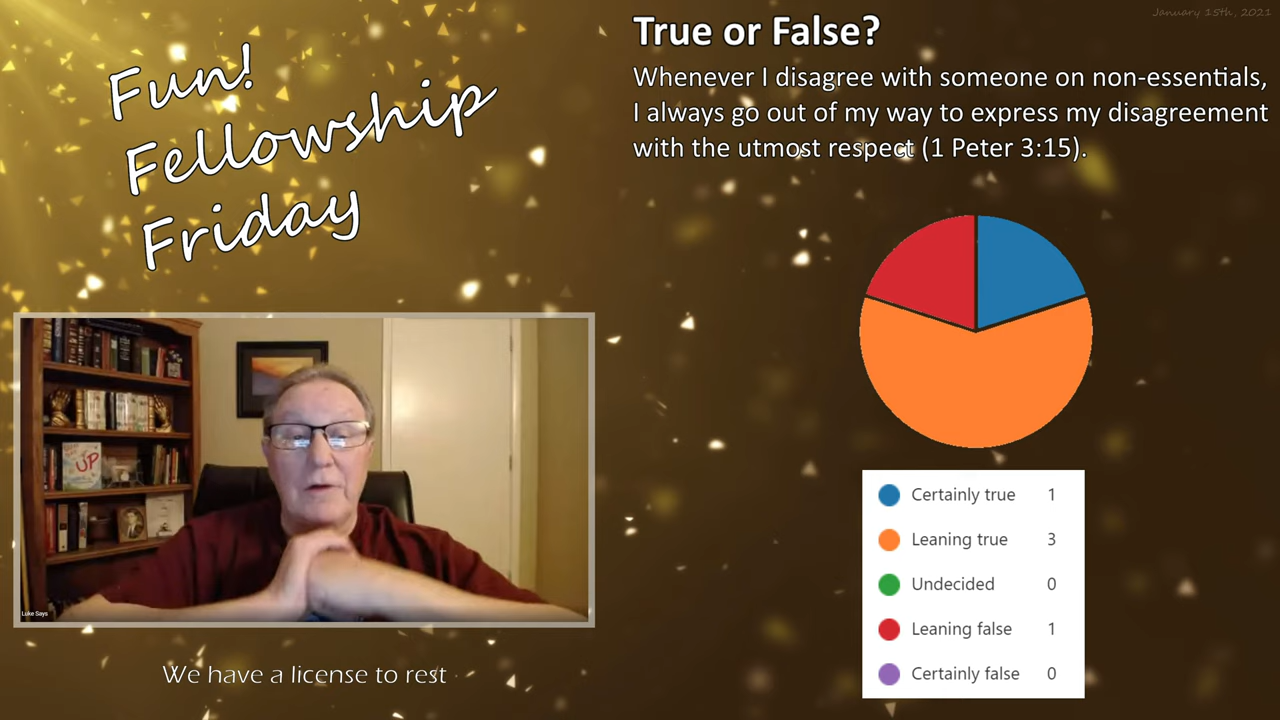 January 15th, 2021
Fun!
Fellowship
Friday
True or False?
Whenever I disagree with someone on non-essentials,
I always go out of my way to express my disagreement
with the utmost respect (1 Peter 3:15).
UP
Luke Says
We have a license to rest
Certainly true 1
Leaning true 3
Undecided 0
Leaning false 1
Certainly false 0